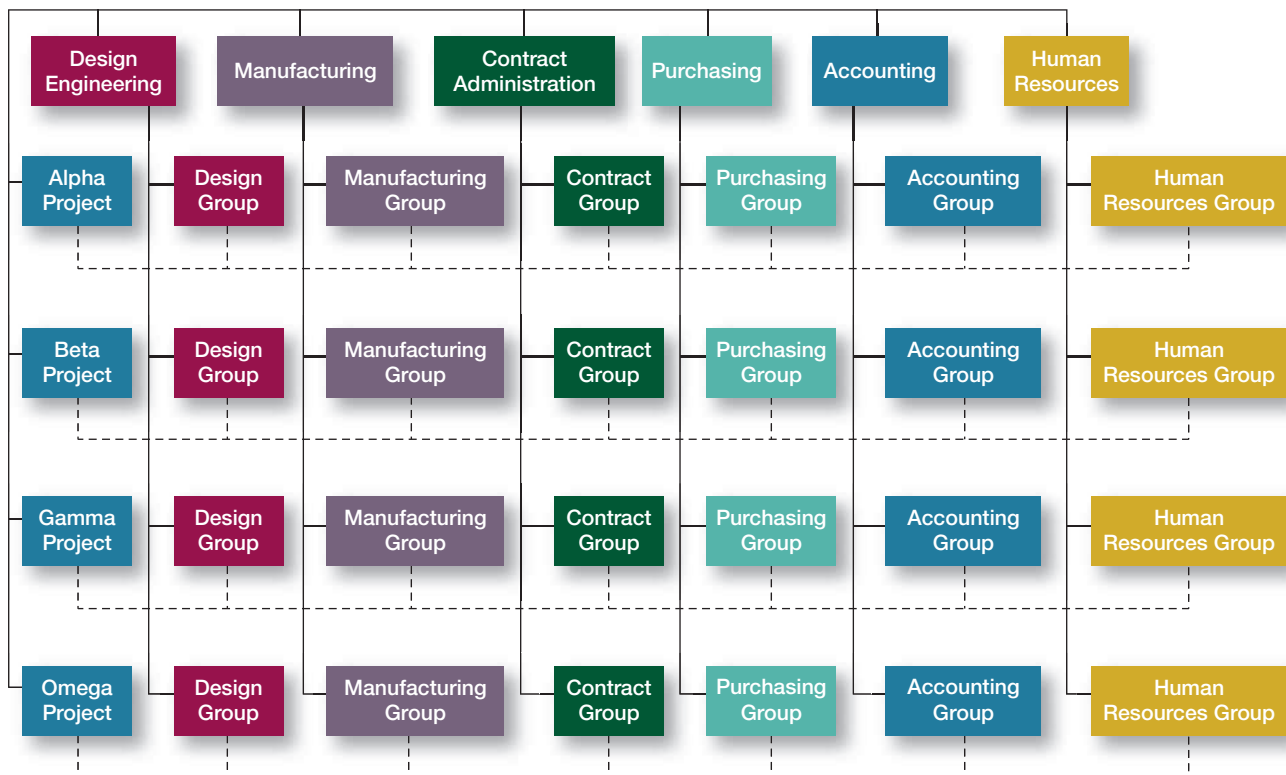 Design
Engineering
Manufacturing
Contract
Administration
Purchasing
Accounting
Human
Resources
Alpha
Project
Design
Group
Manufacturing
Group
Contract
Group
Purchasing
Group
Accounting
Group
Human
Resources Group
Beta
Project
Design
Group
Manufacturing
Group
Contract
Group
Purchasing
Group
Accounting
Group
Human
Resources Group
Gamma
Project
Design
Group
Manufacturing
Group
Contract
Group
Purchasing
Group
Accounting
Group
Human
Resources Group
Omega
Project
Design
Group
Manufacturing
Group
Contract
Group
Purchasing
Group
Accounting
Group
Human
Resources Group